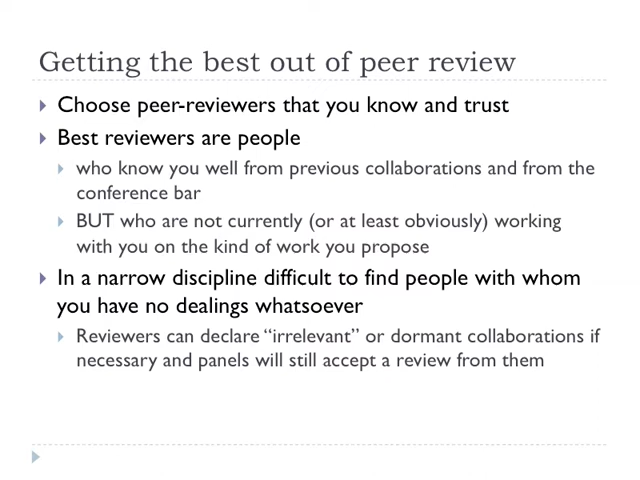 Getting the best out of peer review
Choose peer-reviewers that you know and trust
Best reviewers are people
who know you well from previous collaborations and from the
conference bar
BUT who are not currently (or at least obviously) working
with you on the kind of work you propose
In a narrow discipline difficult to find people with whom
you have no dealings whatsoever
Reviewers can declare “irrelevant” or dormant collaborations if
necessary and panels will still accept a review from them